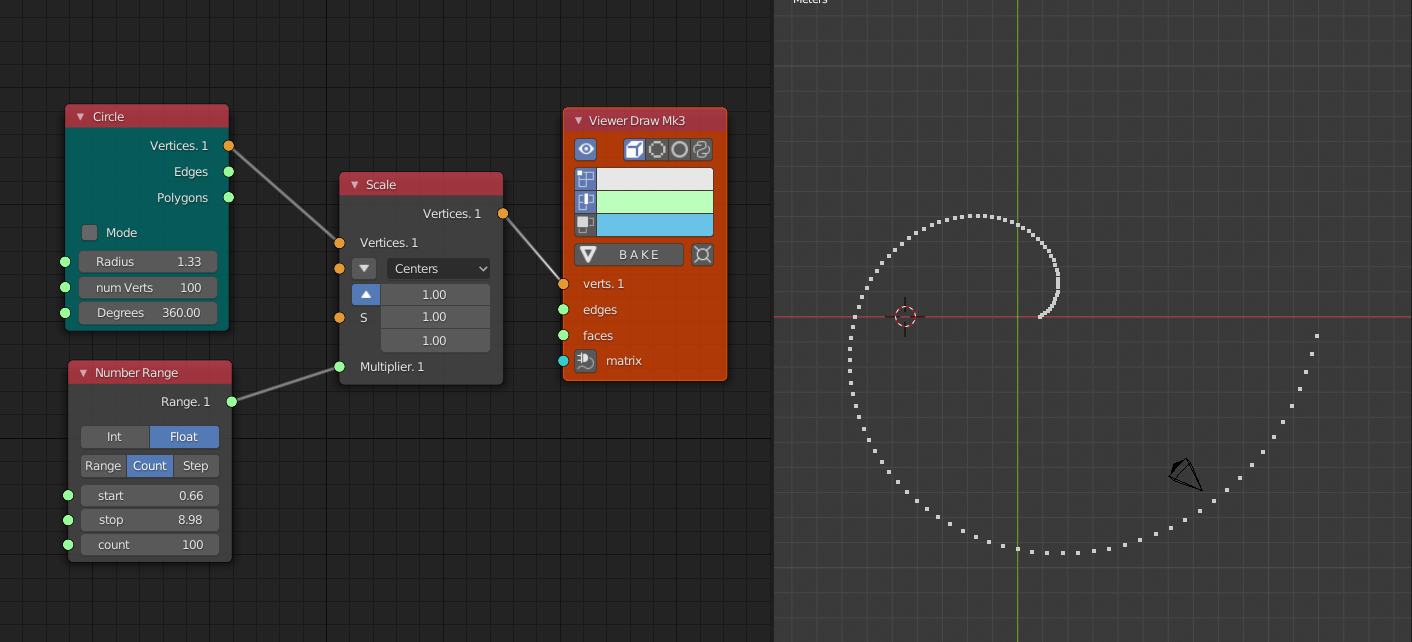 Meters
Circle
Vertices. 1
Edges
Polygons
Mode
Radius 1.33
num Verts 100
Degrees 360.00
Number Range
Range. 1
Int Float
Range Count Step
start 0.66
stop 8.98
count 100
Scale
Vertices. 1
Vertices. 1
Centers
1.00
S 1.00
1.00
Multiplier. 1
Viewer Draw Mk3
BAKE
verts. 1
edges
faces
matrix